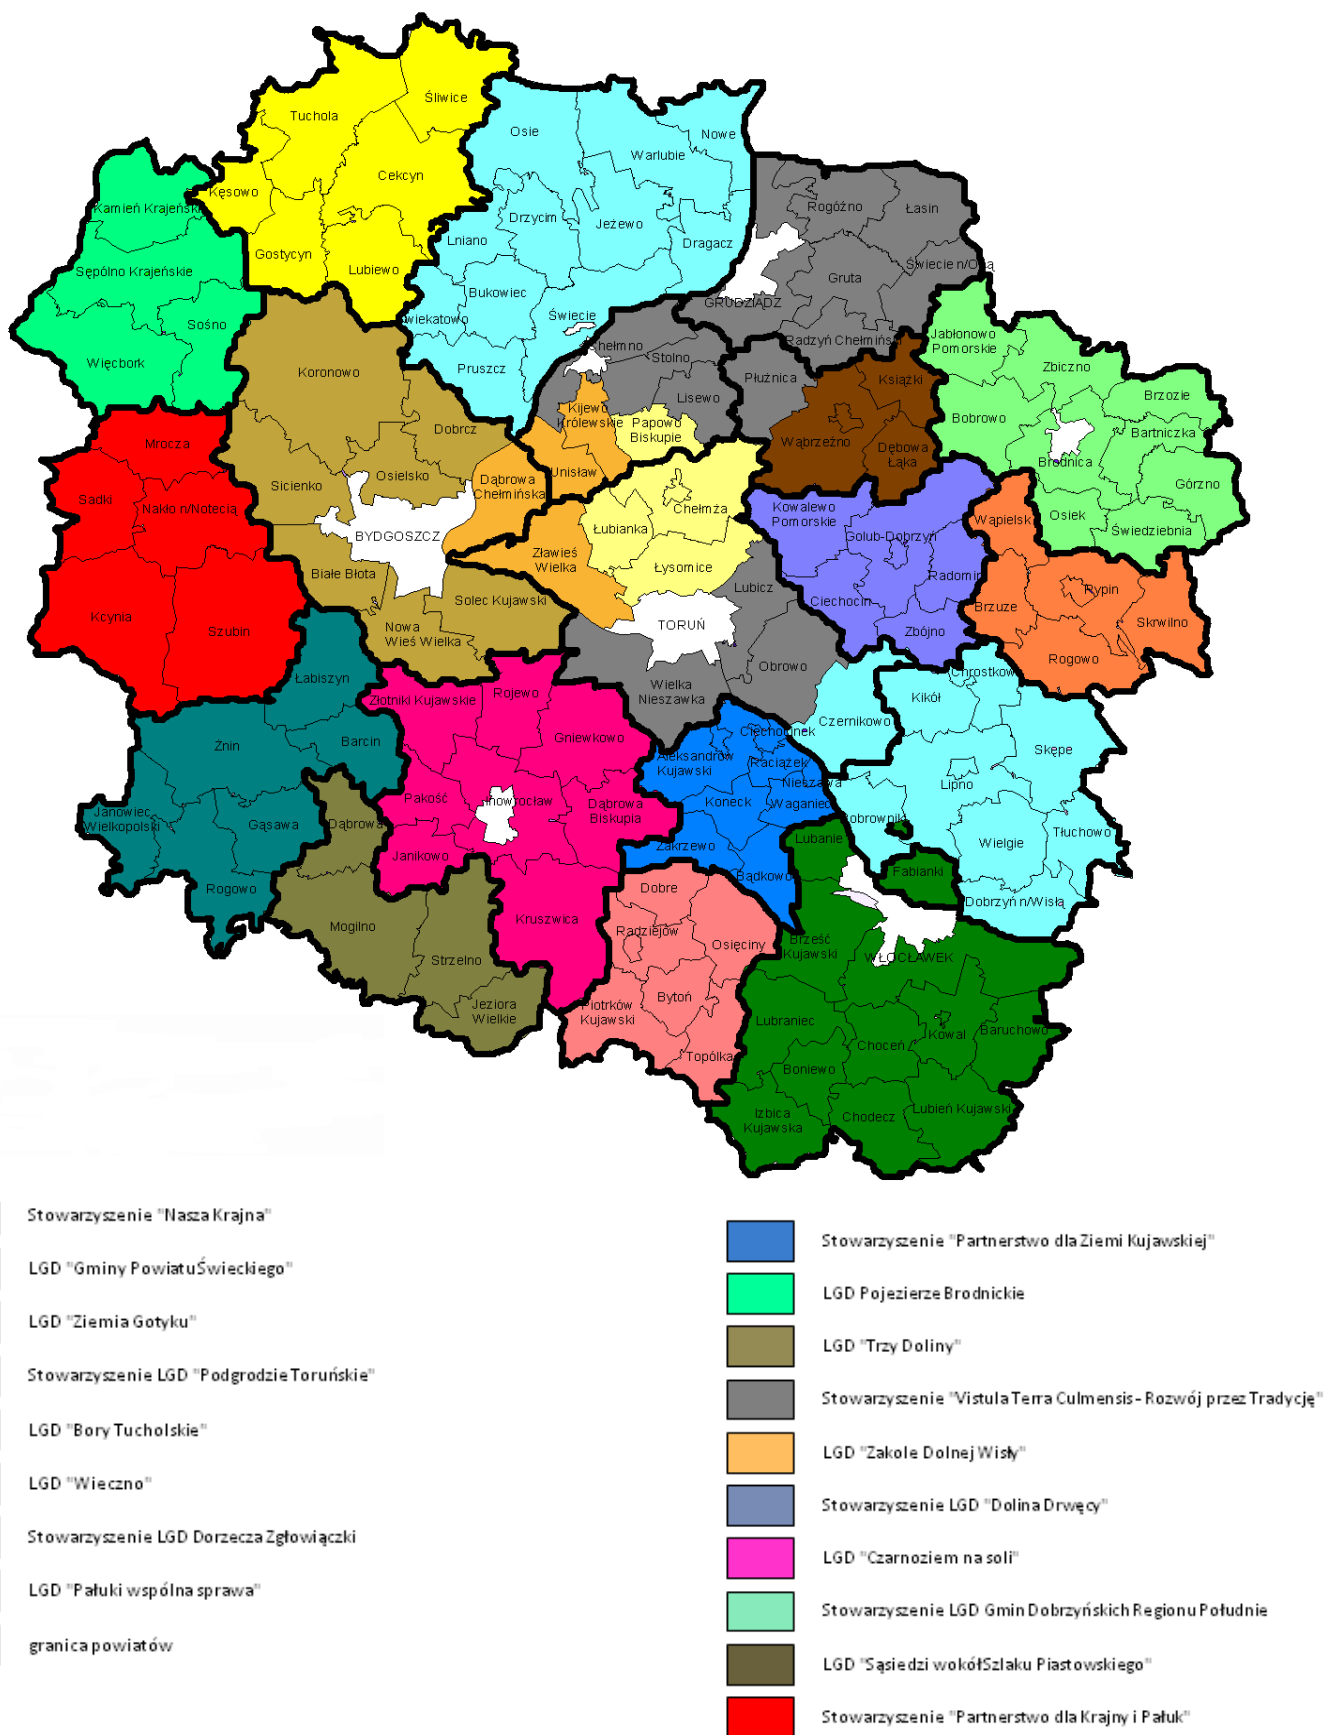 Śliwice
Tuchola
Osie
Nowe
Warlubie
Cekcyn
Kęsowo
Rogóźno
Łasin
Kamień Krajeńsk
Drzycim
Jeżewo
Lniano
Dragacz
Gostycyn
Lubiewo
Świecie n/Osą
Sępólno Krajeńskie
Gruta
Bukowiec
GRUDZIĄDZ
Świecie
wiekatowo
Sośno
Radzyń Chełmińsk
Jabłonowo
Pomorskie
Chełmno
Stolno
Więcbork
Pruszcz
Zbiczno
Koronowo
Płużnica
Książki
Lisewo
Brzozie
Kijewo
Królewskie
Papowo
Biskupie
Bobrowo
Dobrcz
Bartniczka
Mrocza
Wąbrzeźno
Dębowa
Łąka
Brodnica
Unisław
Osielsko
Dąbrowa
Chełmińska
Sicienko
Górzno
Sadki
Nakło n/Notecią
Chełmża
Kowalewo
Pomorskie
Osiek
Wąpielsk
Świedziebnia
Łubianka
BYDGOSZCZ
Golub-Dobrzyń
Zławieś
Wielka
Łysomice
Białe Błota
Lubicz
Radomin
Rypin
Solec Kujawski
Ciechocin
Brzuze
Kcynia
Szubin
Nowa
Wieś Wielka
TORUŃ
Zbójno
Skrwilno
Rogowo
Obrowo
Łabiszyn
Wielka
Nieszawka
Chrostkow
Złotniki Kujawskie
Rojewo
Kikół
Czernikowo
Żnin
Barcin
Gniewkowo
Ciechocinek
Skępe
Aleksandrów
Kujawski
Raciążek
Nieszawa
Lipno
Pakość
Inowrocław
Koneck
Waganiec
Dąbrowa
Biskupia
Janowiec
Wielkopolski
Gąsawa
Dąbrowa
Dobrowniki
Tłuchowo
Lubanie
Wielgie
Janikowo
Zakrzewo
Bądkowo
Fabianki
Rogowo
Dobre
Dobrzyń n/Wisłą
Kruszwica
Mogilno
Radziejów
Osięciny
Brześć
Kujawski
WŁOCŁAWEK
Strzelno
Bytoń
Jeziora
Wielkie
Piotrków
Kujawski
Lubraniec
Kowal
Baruchowo
Choceń
Topólka
Boniewo
Izbica
Kujawska
Chodecz
Lubień Kujawski
Stowarzyszenie "Nasza Krajna"
LGD "Gminy Powiatu Świeckiego"
LGD "Ziemia Gotyku"
Stowarzyszenie LGD "Podgrodzie Toruńskie"
LGD "Bory Tucholskie"
LGD "Wieczno"
Stowarzyszenie LGD Dorzecza Zgłowiączki
LGD "Pałuki wspólna sprawa"
granica powiatów
Stowarzyszenie "Partnerstwo dla Ziemi Kujawskiej"
LGD Pojezierze Brodnickie
LGD "Trzy Doliny"
Stowarzyszenie "Vistula Terra Culmensis - Rozwój przez Tradycję"
LGD "Zakole Dolnej Wisły"
Stowarzyszenie LGD "Dolina Drwęcy"
LGD "Czarnoziem na soli"
Stowarzyszenie LGD Gmin Dobrzyńskich Regionu Południe
LGD "Sąsiedzi wokół Szlaku Piastowskiego"
Stowarzyszenie "Partnerstwo dla Krajny i Pałuk"